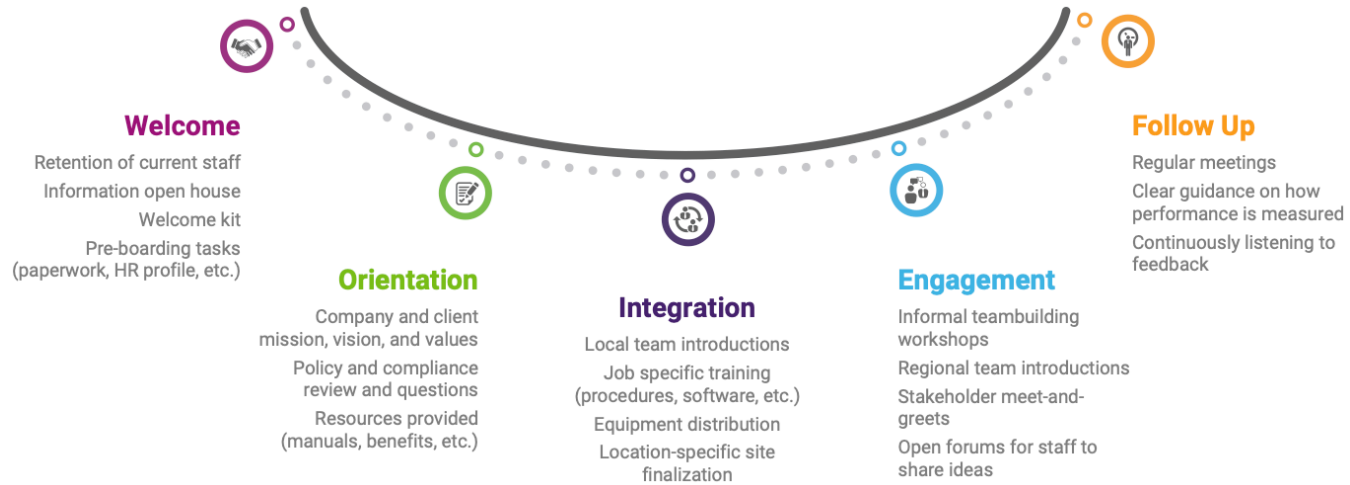 Welcome
Retention of current staff
Information open house
Welcome kit
Pre-boarding tasks
(paperwork, HR profile, etc.)
Orientation
Company and client
mission, vision, and values
Policy and compliance
review and questions
Resources provided
(manuals, benefits, etc.)
Integration
Local team introductions
Job specific training
(procedures, software, etc.)
Equipment distribution
Location-specific site
finalization
Engagement
Informal teambuilding
workshops
Regional team introductions
Stakeholder meet-and-
greets
Open forums for staff to
share ideas
Follow Up
Regular meetings
Clear guidance on how
performance is measured
Continuously listening to
feedback